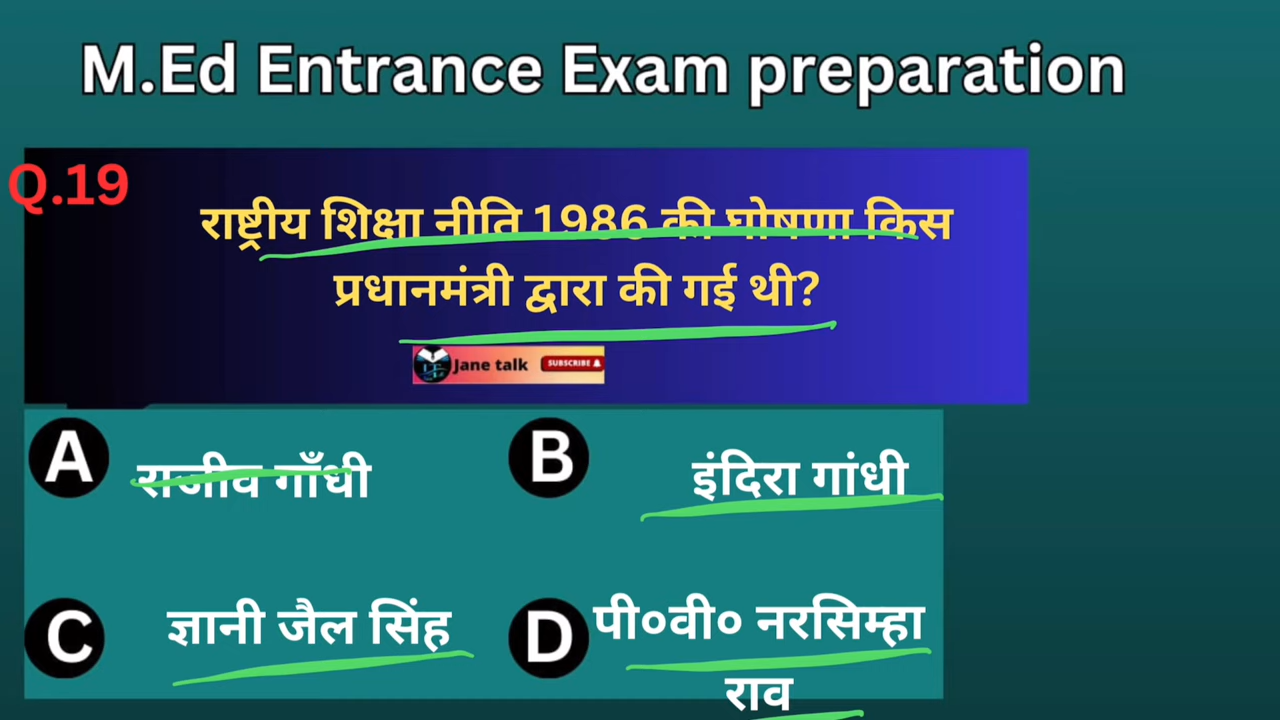 M.Ed Entrance Exam preparation
Q.19
राष्ट्रीय शिक्षा नीति 1986 की घोषणा किस
प्रधानमंत्री द्वारा की गई थी?
Jane talk SUBSCRIBE
A राजीव गाँधी
B इंदिरा गांधी
C ज्ञानी जैल सिंह
D पी०वी० नरसिम्हा
राव